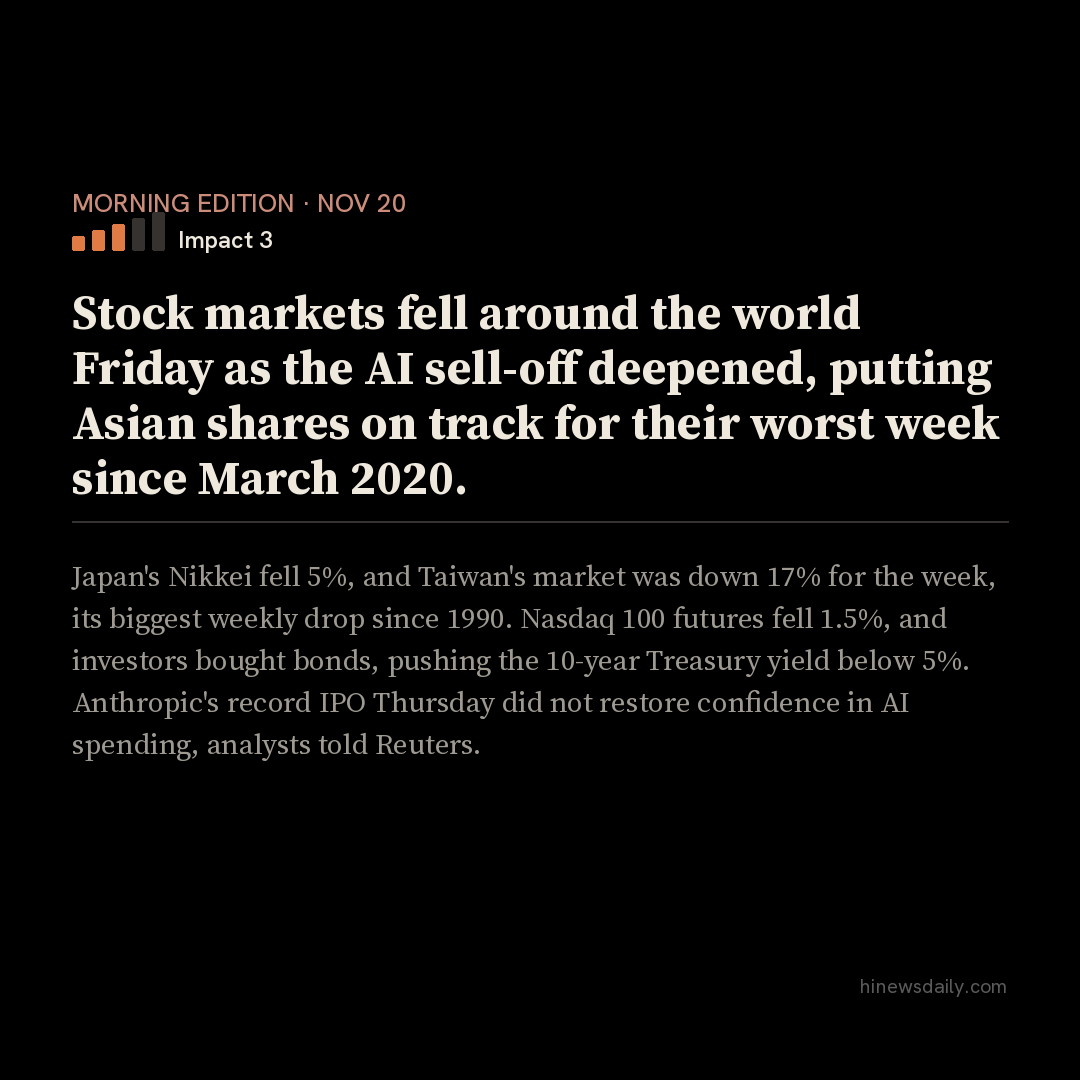 MORNING EDITION · NOV 20
Impact 3
Stock markets fell around the world
Friday as the AI sell-off deepened, putting
Asian shares on track for their worst week
since March 2020.
Japan's Nikkei fell 5%, and Taiwan's market was down 17% for the week,
its biggest weekly drop since 1990. Nasdaq 100 futures fell 1.5%, and
investors bought bonds, pushing the 10-year Treasury yield below 5%.
Anthropic's record IPO Thursday did not restore confidence in AI
spending, analysts told Reuters.
hinewsdaily.com